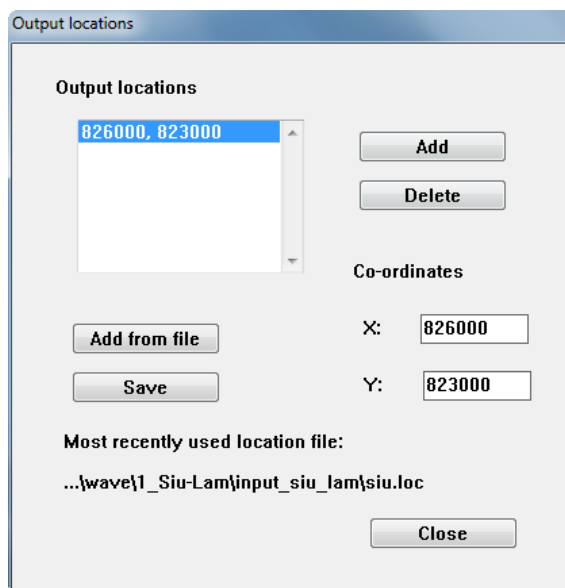 Output locations
Output locations
826000, 823000
Add
Delete
Co-ordinates
X: 826000
Add from file
Y: 823000
Save
Most recently used location file:
...\wave\1_Siu-Lam\input_siu_lam\siu.loc
Close